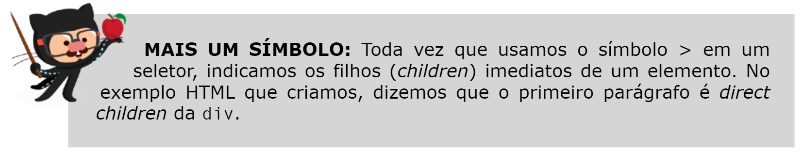 MAIS UM SÍMBOLO: Toda vez que usamos o símbolo > em um
seletor, indicamos os filhos (children) imediatos de um elemento. No
exemplo HTML que criamos, dizemos que o primeiro parágrafo é direct
children da div.